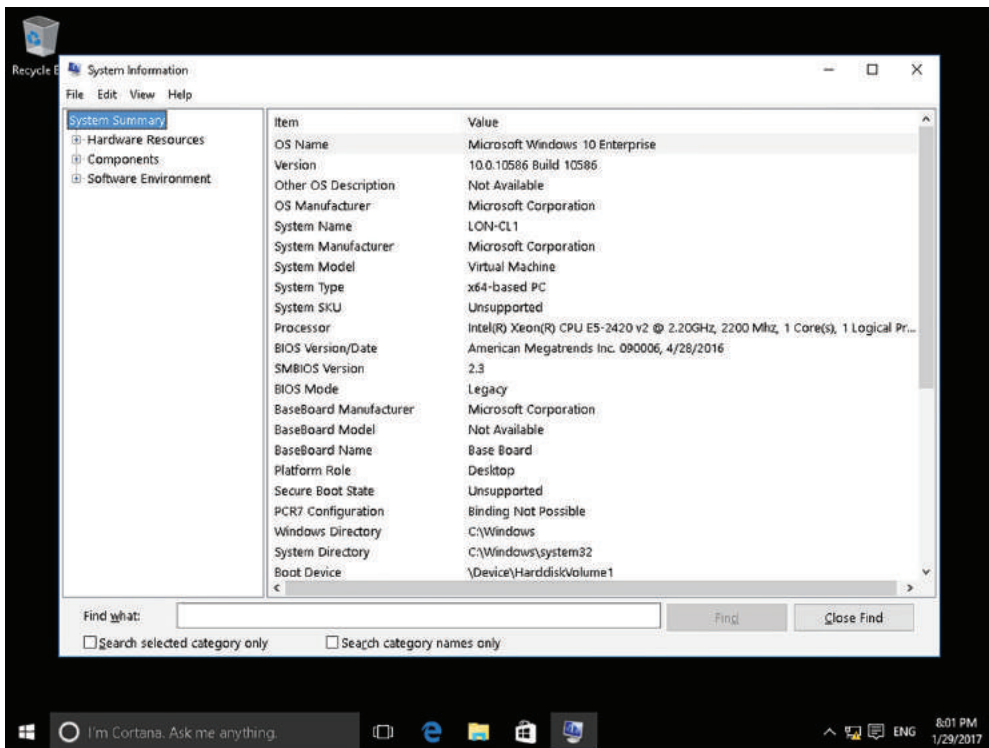 Recycle B
System Information
File Edit View Help
System Summary
Hardware Resources
Components
Software Environment
Item Value
OS Name Microsoft Windows 10 Enterprise
Version 10.0.10586 Build 10586
Other OS Description Not Available
OS Manufacturer Microsoft Corporation
System Name LON-CL1
System Manufacturer Microsoft Corporation
System Model Virtual Machine
System Type x64-based PC
System SKU Unsupported
Processor Intel(R) Xeon(R) CPU E5-2420 v2 @ 2.20GHz, 2200 Mhz, 1 Core(s), 1 Logical Pr...
BIOS Version/Date American Megatrends Inc. 090006, 4/28/2016
SMBIOS Version 2.3
BIOS Mode Legacy
BaseBoard Manufacturer Microsoft Corporation
BaseBoard Model Not Available
BaseBoard Name Base Board
Platform Role Desktop
Secure Boot State Unsupported
PCR7 Configuration Binding Not Possible
Windows Directory C:\Windows
System Directory C:\Windows\system32
Boot Device \Device\HarddiskVolume1
Find what: Find Close Find
Search selected category only Search category names only
I'm Cortana. Ask me anything.
ENG
8:01 PM
1/29/2017